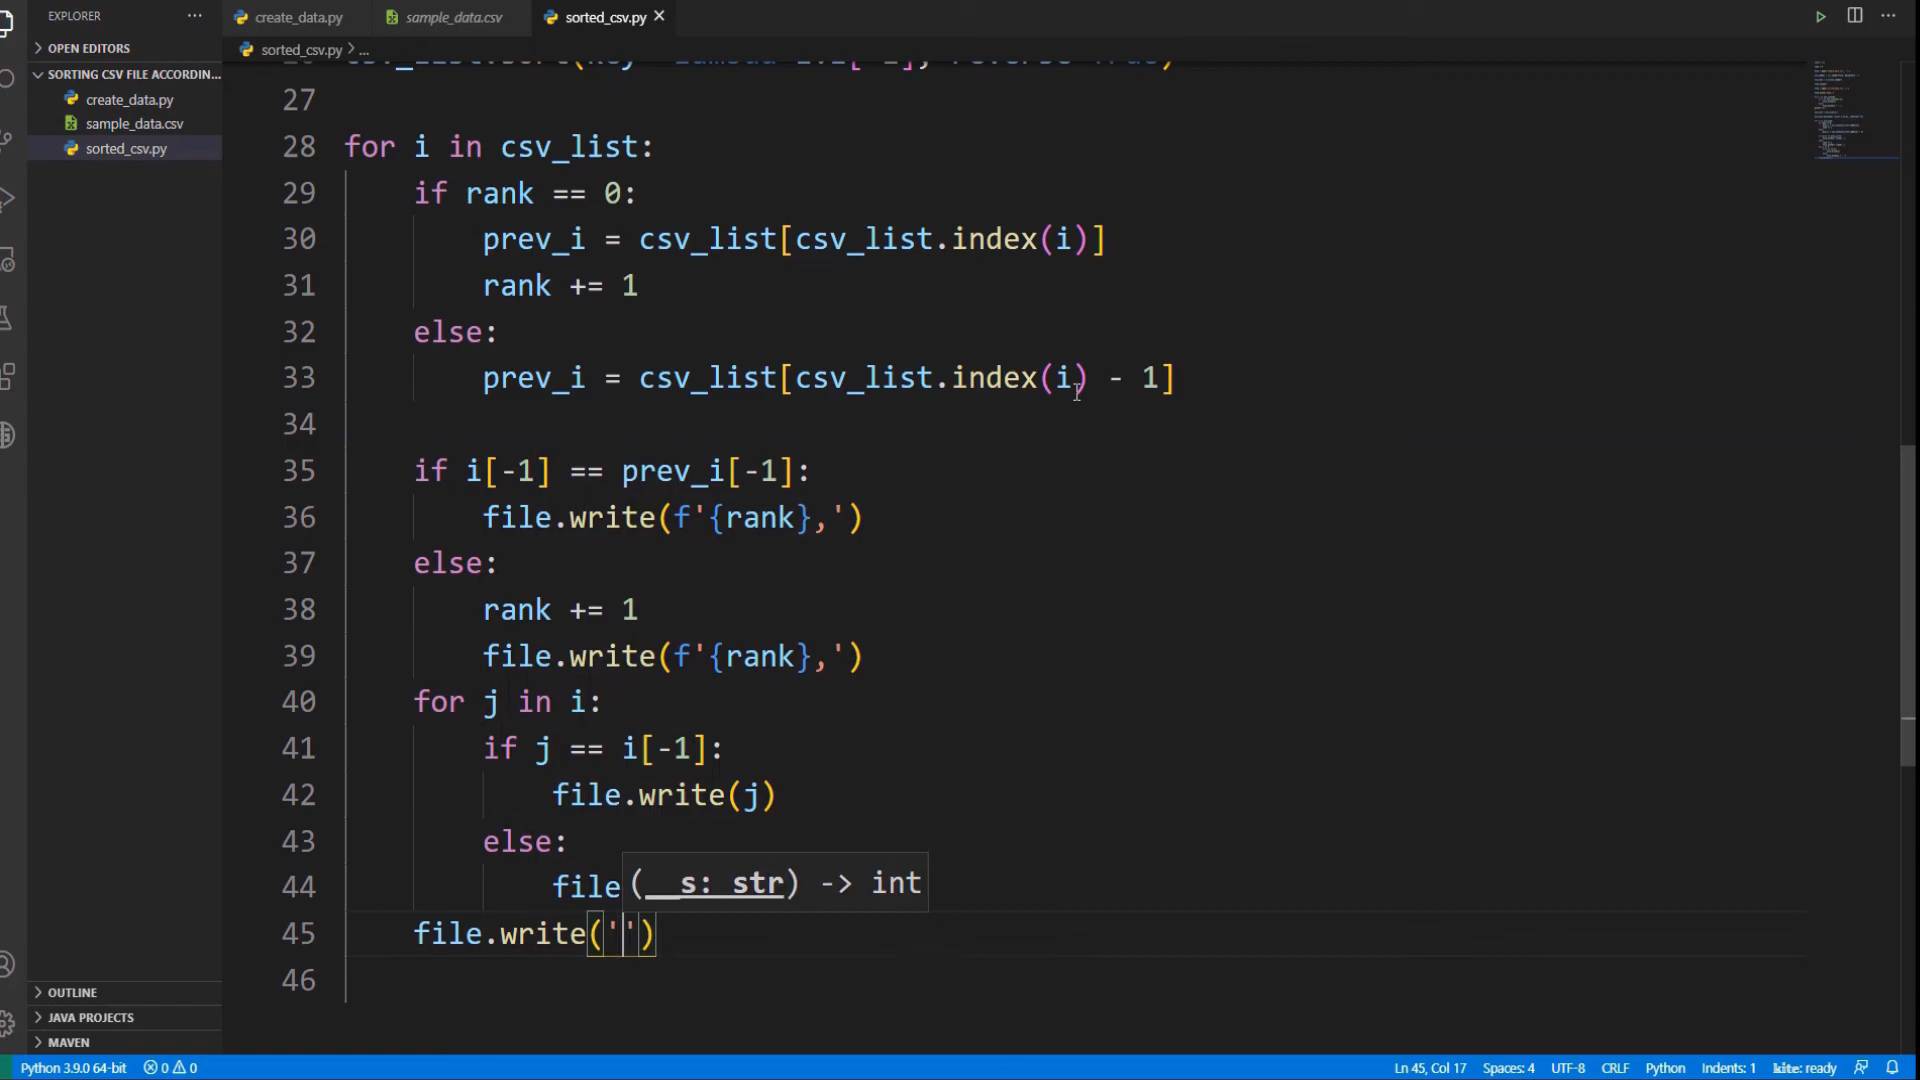 EXPLORER
create_data.py
sample_data.csv
sorted_csv.py
OPEN EDITORS
sorted_csv.py > ...
SORTING CSV FILE ACCORDIN...
create_data.py
sample_data.csv
sorted_csv.py
27
28 for i in csv_list:
29 if rank == 0:
30 prev_i = csv_list[csv_list.index(i)]
31 rank += 1
32 else:
33 prev_i = csv_list[csv_list.index(i) - 1]
34
35 if i[-1] == prev_i[-1]:
36 file.write(f'{rank},')
37 else:
38 rank += 1
39 file.write(f'{rank},')
40 for j in i:
41 if j == i[-1]:
42 file.write(j)
43 else:
44 file
(__s: str) -> int
45 file.write('')
46
OUTLINE
JAVA PROJECTS
MAVEN
Python 3.9.0 64-bit 0 0
Ln 45, Col 17 Spaces: 4 UTF-8 CRLF Python Indents: 1 kite: ready